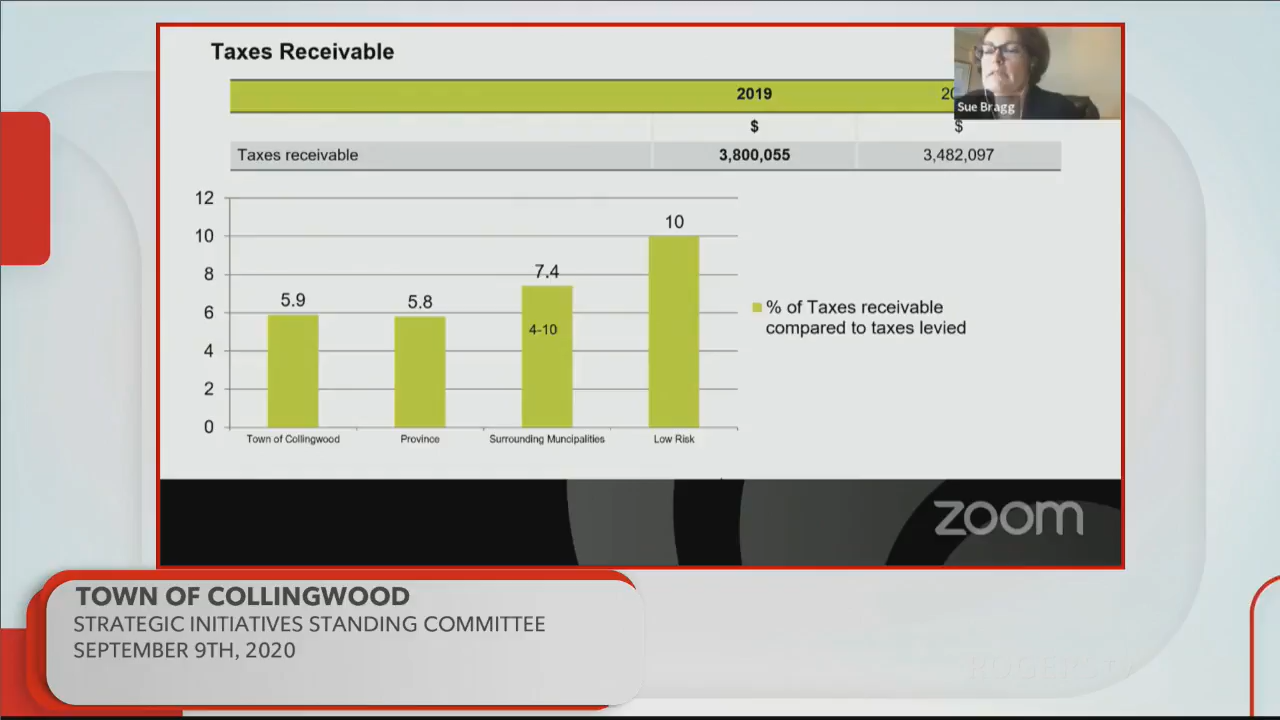 Taxes Receivable
2019
20
Sue Bragg
$ $
Taxes receivable 3,800,055 3,482,097
12
10
8
6
4
2
0
5.9
5.8
7.4
4-10
10
Town of Collingwood Province Surrounding Muncipalities Low Risk
% of Taxes receivable
compared to taxes levied
zoom
TOWN OF COLLINGWOOD
STRATEGIC INITIATIVES STANDING COMMITTEE
SEPTEMBER 9TH, 2020